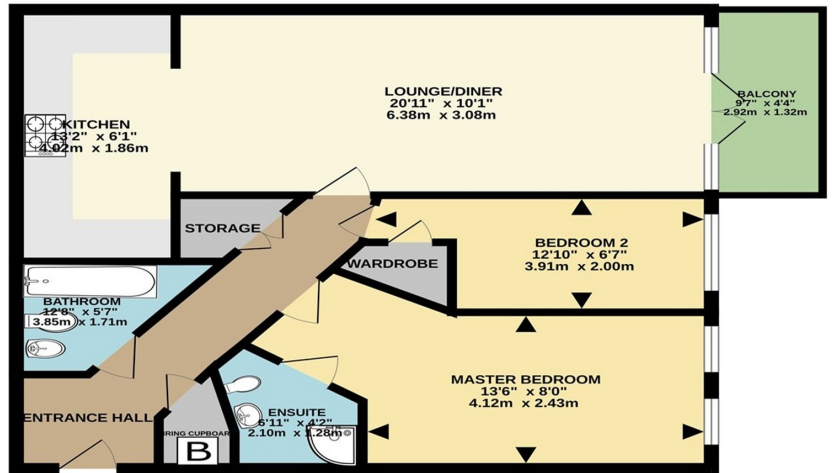 LOUNGE/DINER
20'11" x 10'1"
6.38m x 3.08m
BALCONY
9'7" x 4'4"
2.92m x 1.32m
KITCHEN
13'2" x 6'1"
4.02m x 1.86m
STORAGE
BEDROOM 2
12'10" x 6'7"
3.91m x 2.00m
WARDROBE
BATHROOM
12'8" x 5'7"
3.85m x 1.71m
MASTER BEDROOM
13'6" x 8'0"
4.12m x 2.43m
ENTRANCE HALL
ENSUITE
6'11" x 4'2"
2.10m x 1.28m
IRING CUPBOARD
B